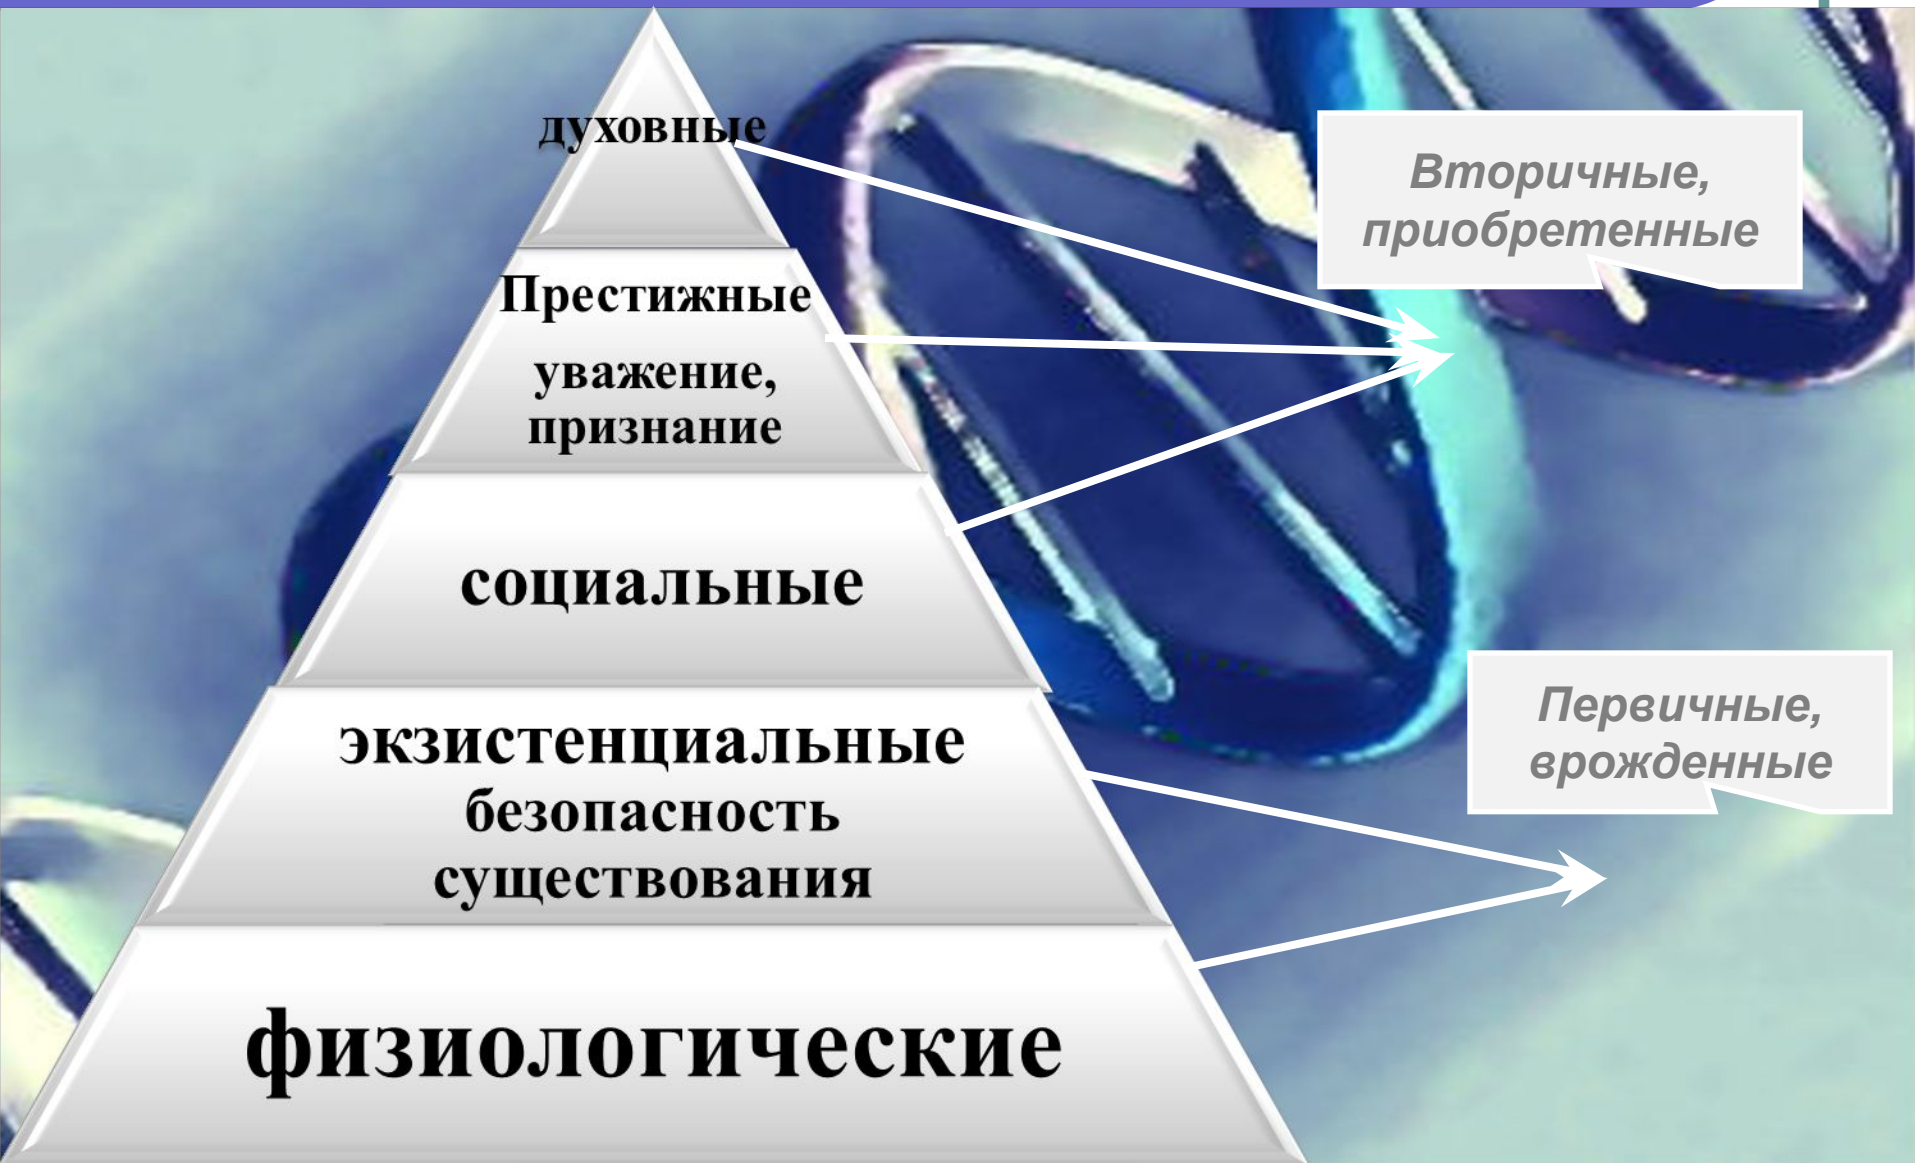 духовные
Престижные
уважение,
признание
социальные
экзистенциальные
безопасность
существования
физиологические
Вторичные,
приобретенные
Первичные,
врожденные